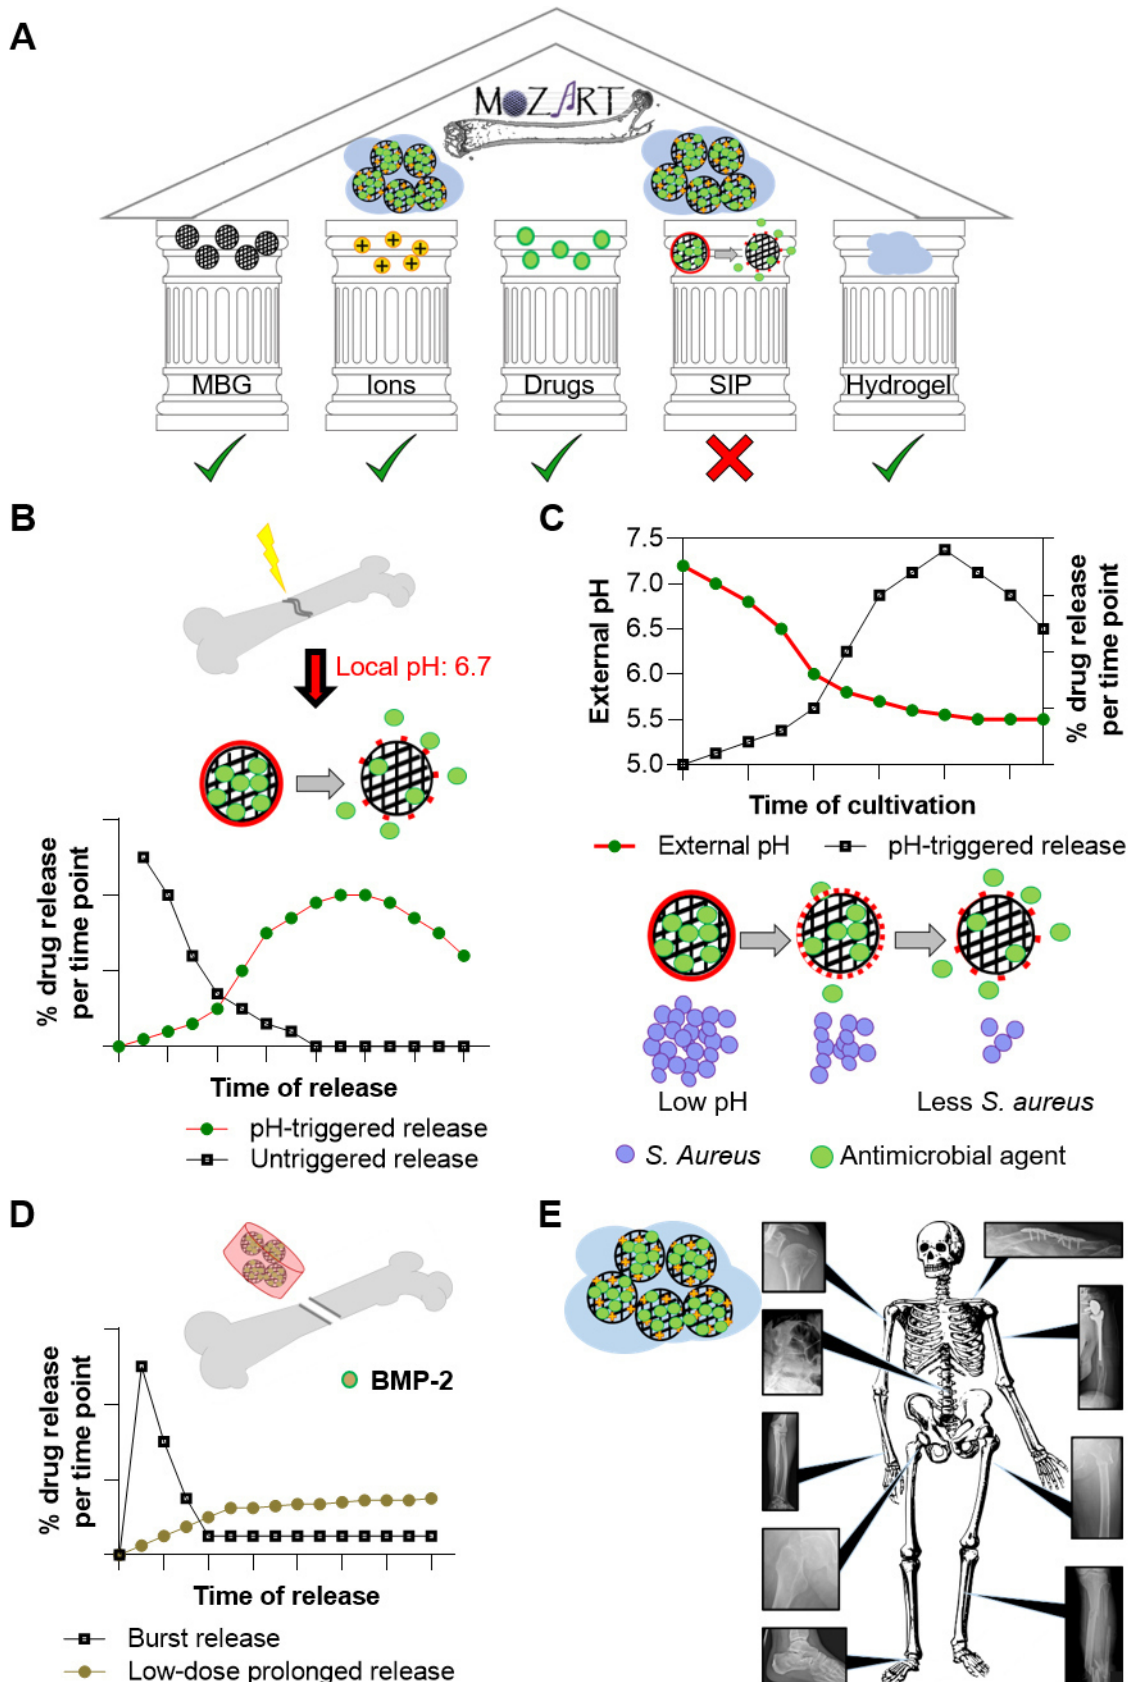 A
MOZART
MBG
Ions
Drugs
SIP
Hydrogel
B
Local pH: 6.7
% drug release
per time point
Time of release
pH-triggered release
Untriggered release
C
7.5
7.0
6.5
6.0
5.5
5.0
External pH
% drug release
per time point
Time of cultivation
External pH
pH-triggered release
Low pH
Less S. aureus
S. Aureus
Antimicrobial agent
D
BMP-2
% drug release
per time point
Time of release
Burst release
Low-dose prolonged release
E